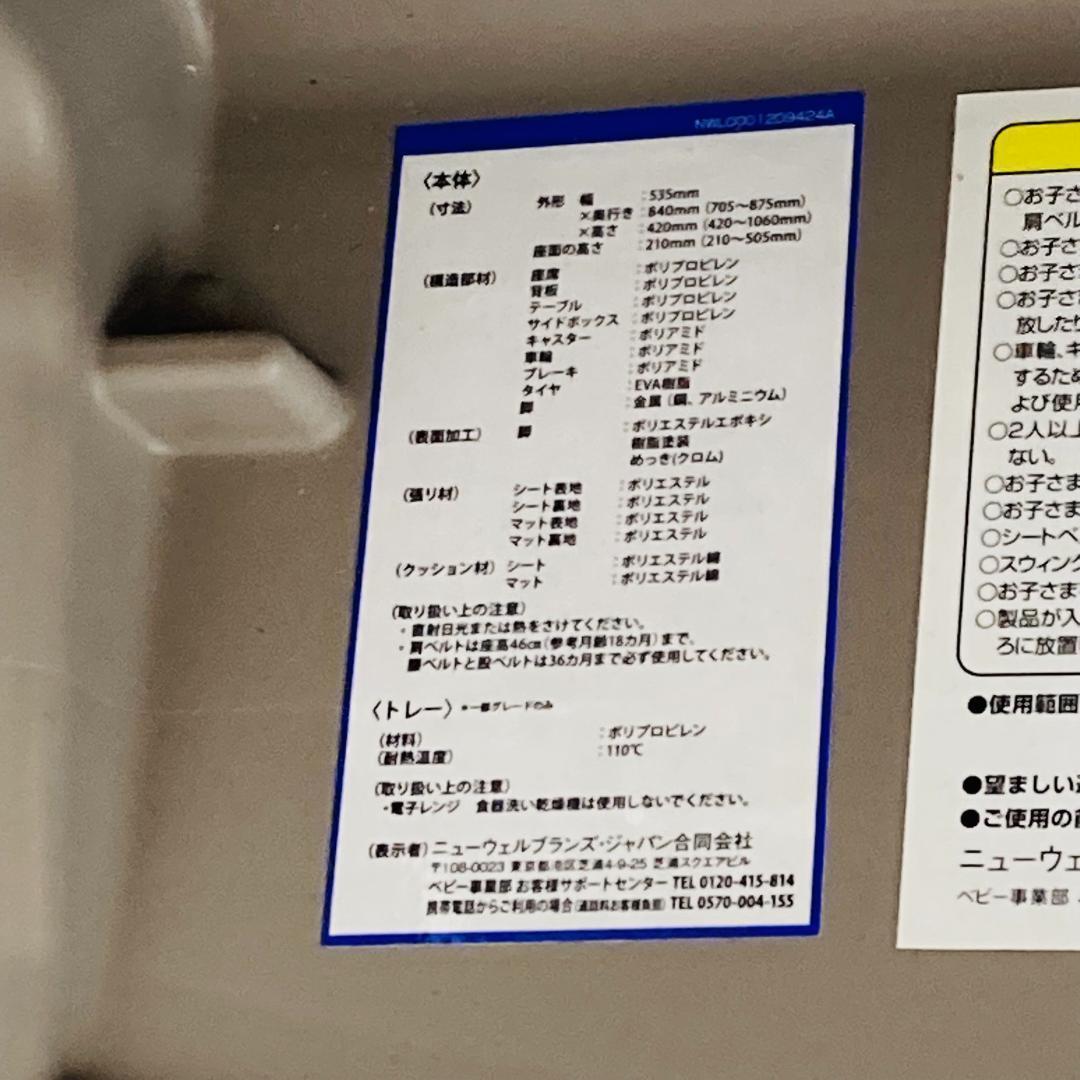 NWL0001209424A
〈本体〉
(寸法) 外形 幅 : 535mm
×奥行き : 840mm (705～875mm)
×高さ : 420mm (420～1060mm)
座面の高さ : 210mm (210～505mm)
(構造部材) 座席 : ポリプロピレン
背板 : ポリプロピレン
テーブル : ポリプロピレン
サイドボックス : ポリプロピレン
キャスター : ポリアミド
車輪 : ポリアミド
ブレーキ : ポリアミド
タイヤ : EVA樹脂
脚 : 金属 (鋼、アルミニウム)
(表面加工) 脚 : ポリエステルエポキシ
樹脂塗装
めっき(クロム)
(張り材) シート表地 : ポリエステル
シート裏地 : ポリエステル
マット表地 : ポリエステル
マット裏地 : ポリエステル
(クッション材) シート : ポリエステル綿
マット : ポリエステル綿
(取り扱い上の注意)
・直射日光または熱をさけてください。
・肩ベルトは座高46㎝(参考月齢18カ月)まで、
腰ベルトと股ベルトは36カ月まで必ず使用してください。
〈トレー〉 *一部グレードのみ
(材料) : ポリプロピレン
(耐熱温度) : 110℃
(取り扱い上の注意)
・電子レンジ 食器洗い乾燥機は使用しないでください。
(表示者) ニューウェルブランズ・ジャパン合同会社
〒108-0023 東京都港区芝浦4-9-25 芝浦スクエアビル
ベビー事業部 お客様サポートセンター TEL 0120-415-814
携帯電話からご利用の場合(通話料お客様負担) TEL 0570-004-155
○お子さ
肩ベル
○お子さ
○お子さ
○お子さ
放したり
○車輪、キ
するため
よび使用
○2人以上
ない。
○お子さま
○お子さま
○シートベ
○スウィング
○お子さま
○製品が入
ろに放置
●使用範囲
●望ましい
●ご使用の
ニューウェ
ベビー事業部